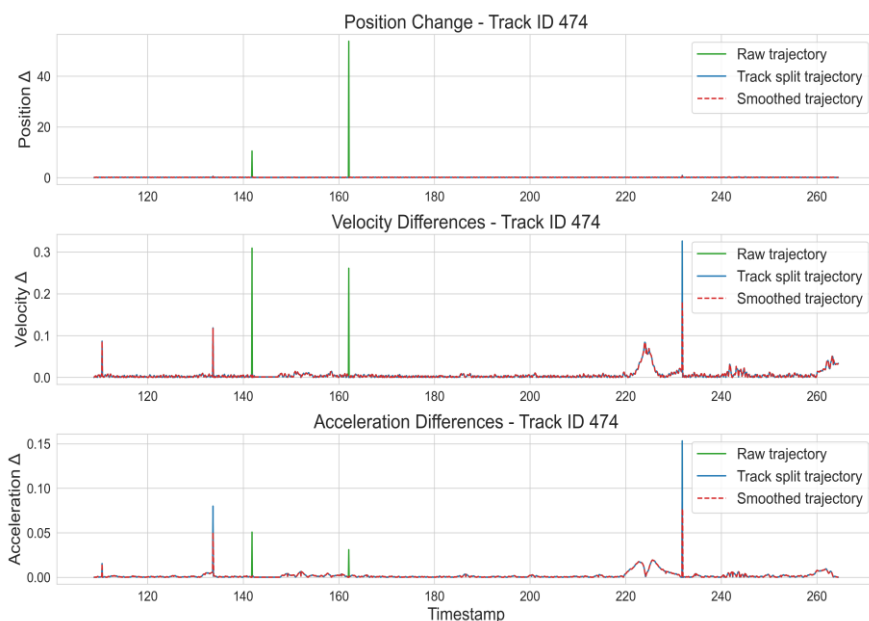 Position Change - Track ID 474
Position Δ
40
20
0
Raw trajectory
Track split trajectory
Smoothed trajectory
120 140 160 180 200 220 240 260
Velocity Differences - Track ID 474
Velocity Δ
0.3
0.2
0.1
0.0
Raw trajectory
Track split trajectory
Smoothed trajectory
120 140 160 180 200 220 240 260
Acceleration Differences - Track ID 474
Acceleration Δ
0.15
0.10
0.05
0.00
Raw trajectory
Track split trajectory
Smoothed trajectory
120 140 160 180 200 220 240 260
Timestamp